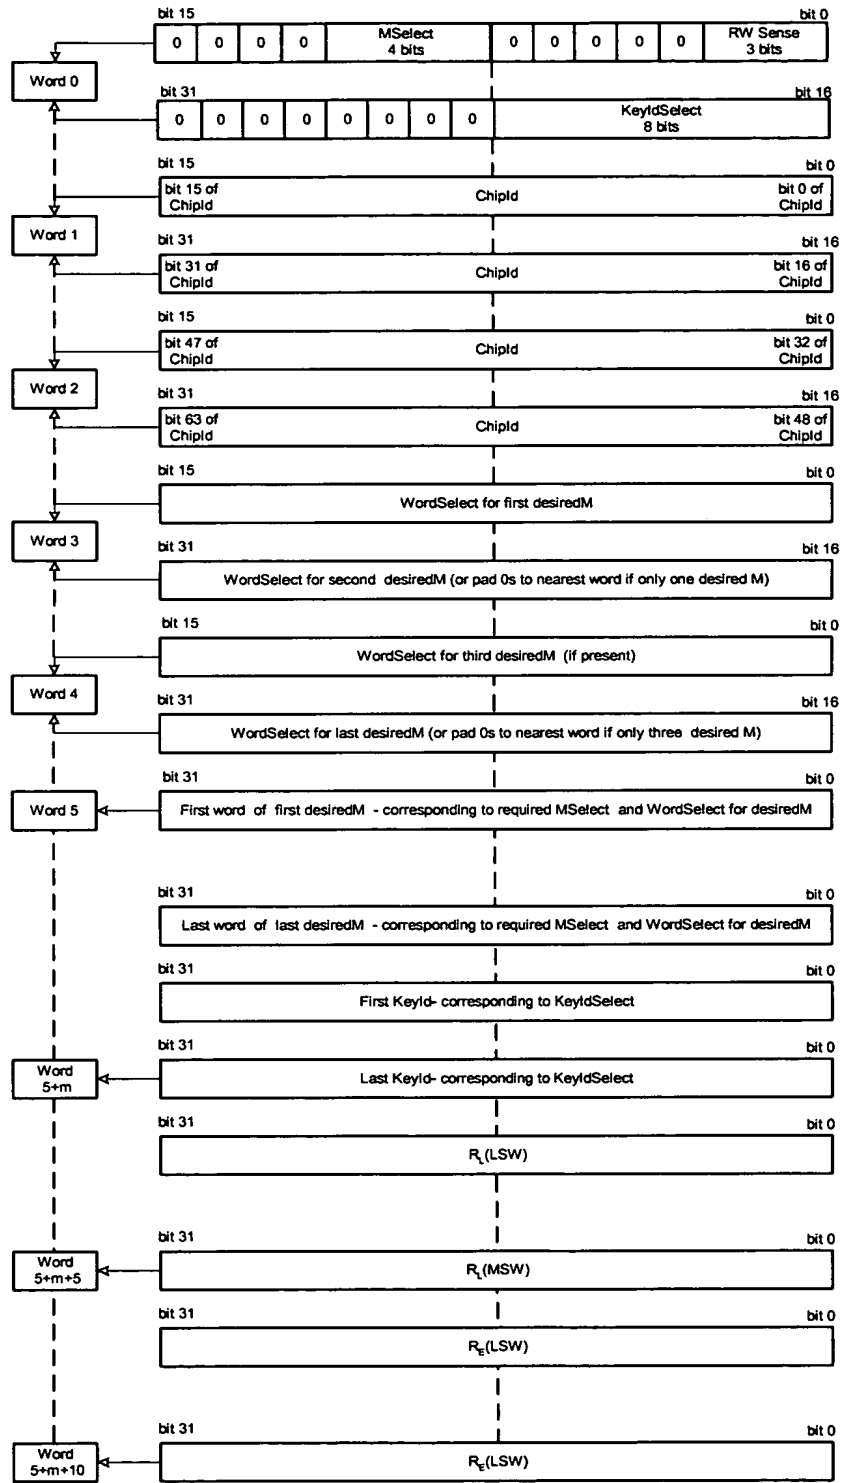 bit 15 bit 0
0 0 0 0 MSelect 0 0 0 0 0 RW Sense
4 bits 3 bits
Word 0
bit 31 bit 16
0 0 0 0 0 0 0 0 KeyIdSelect
8 bits
bit 15 bit 0
bit 15 of ChipId bit 0 of
ChipId ChipId
Word 1
bit 31 bit 16
bit 31 of ChipId bit 16 of
ChipId ChipId
bit 15 bit 0
bit 47 of ChipId bit 32 of
ChipId ChipId
Word 2
bit 31 bit 16
bit 63 of ChipId bit 48 of
ChipId ChipId
bit 15 bit 0
WordSelect for first desiredM
Word 3
bit 31 bit 16
WordSelect for second desiredM (or pad 0s to nearest word if only one desired M)
bit 15 bit 0
WordSelect for third desiredM (if present)
Word 4
bit 31 bit 16
WordSelect for last desiredM (or pad 0s to nearest word if only three desired M)
bit 31 bit 0
Word 5 First word of first desiredM - corresponding to required MSelect and WordSelect for desiredM
bit 31 bit 0
Last word of last desiredM - corresponding to required MSelect and WordSelect for desiredM
bit 31 bit 0
First KeyId- corresponding to KeyIdSelect
bit 31 bit 0
Word Last KeyId- corresponding to KeyIdSelect
5+m
bit 31 bit 0
R_L(LSW)
bit 31 bit 0
Word R_L(MSW)
5+m+5
bit 31 bit 0
R_E(LSW)
bit 31 bit 0
Word R_E(LSW)
5+m+10